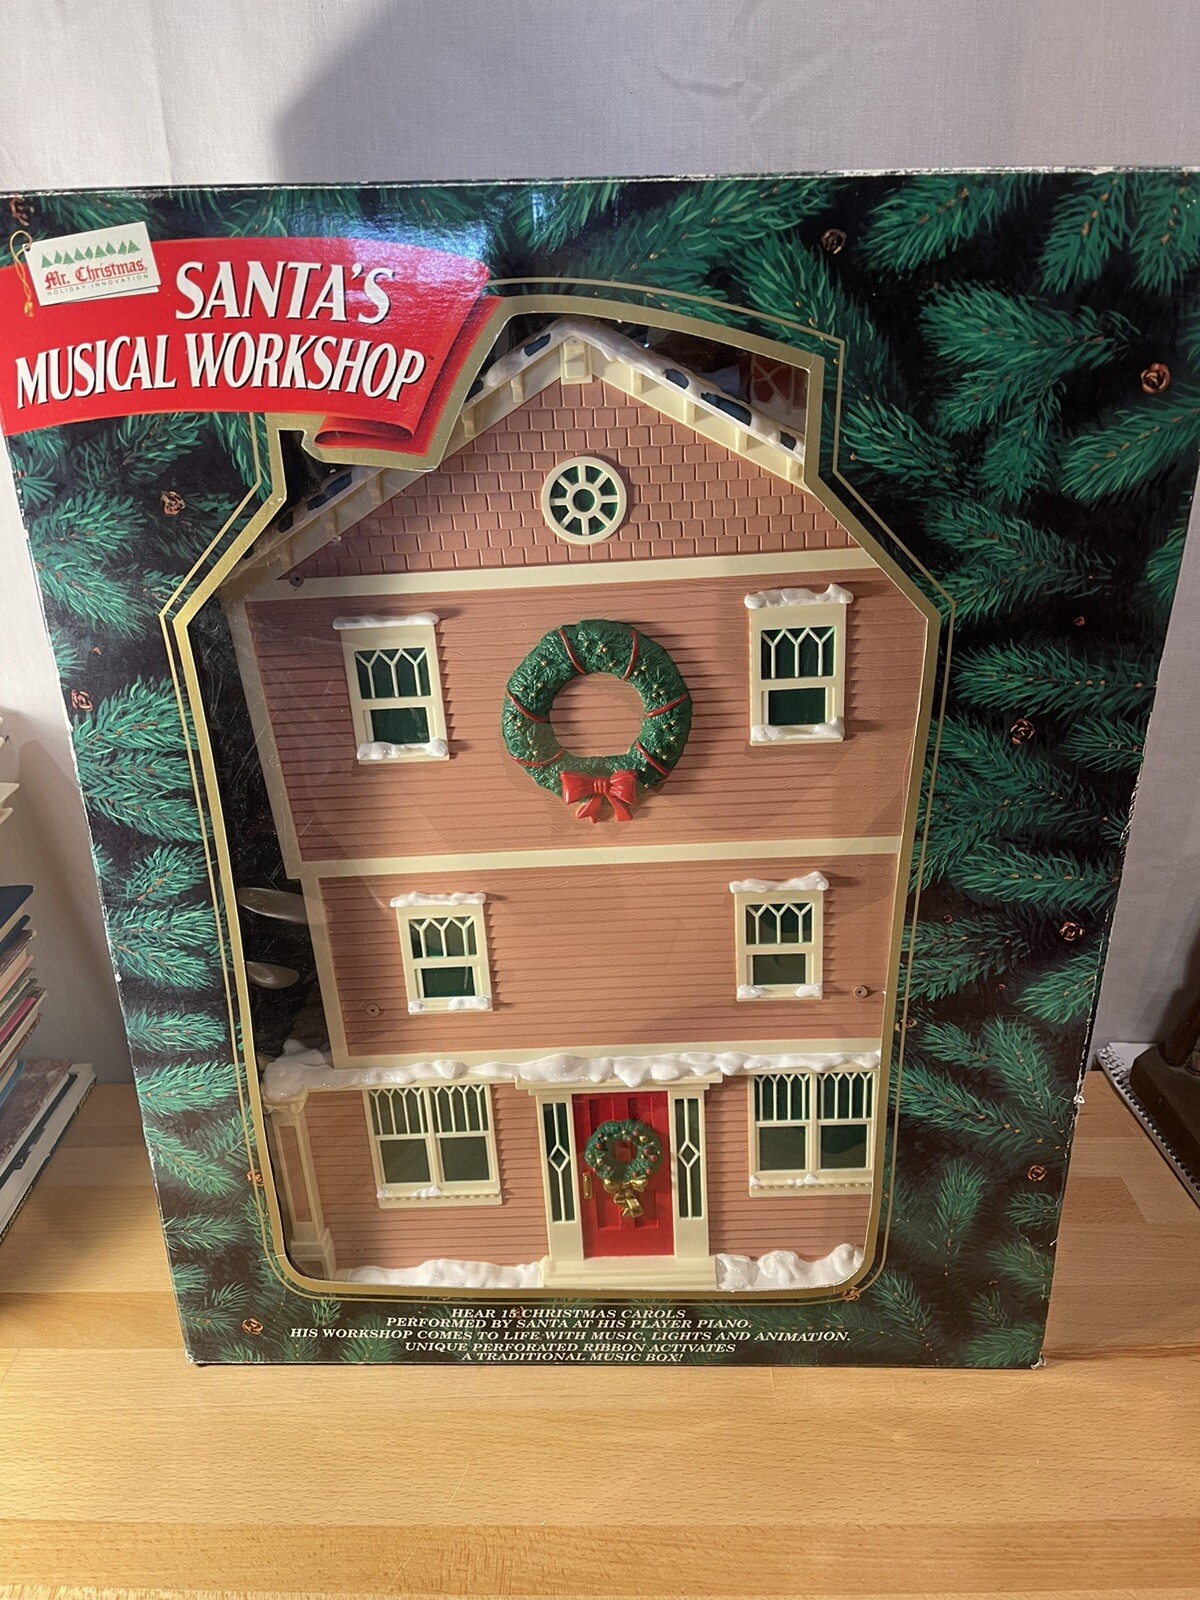 Mr. Christmas
HOLIDAY INNOVATION
SANTA'S
MUSICAL WORKSHOP™
HEAR 15 CHRISTMAS CAROLS
PERFORMED BY SANTA AT HIS PLAYER PIANO.
HIS WORKSHOP COMES TO LIFE WITH MUSIC, LIGHTS AND ANIMATION.
UNIQUE PERFORATED RIBBON ACTIVATES
A TRADITIONAL MUSIC BOX!